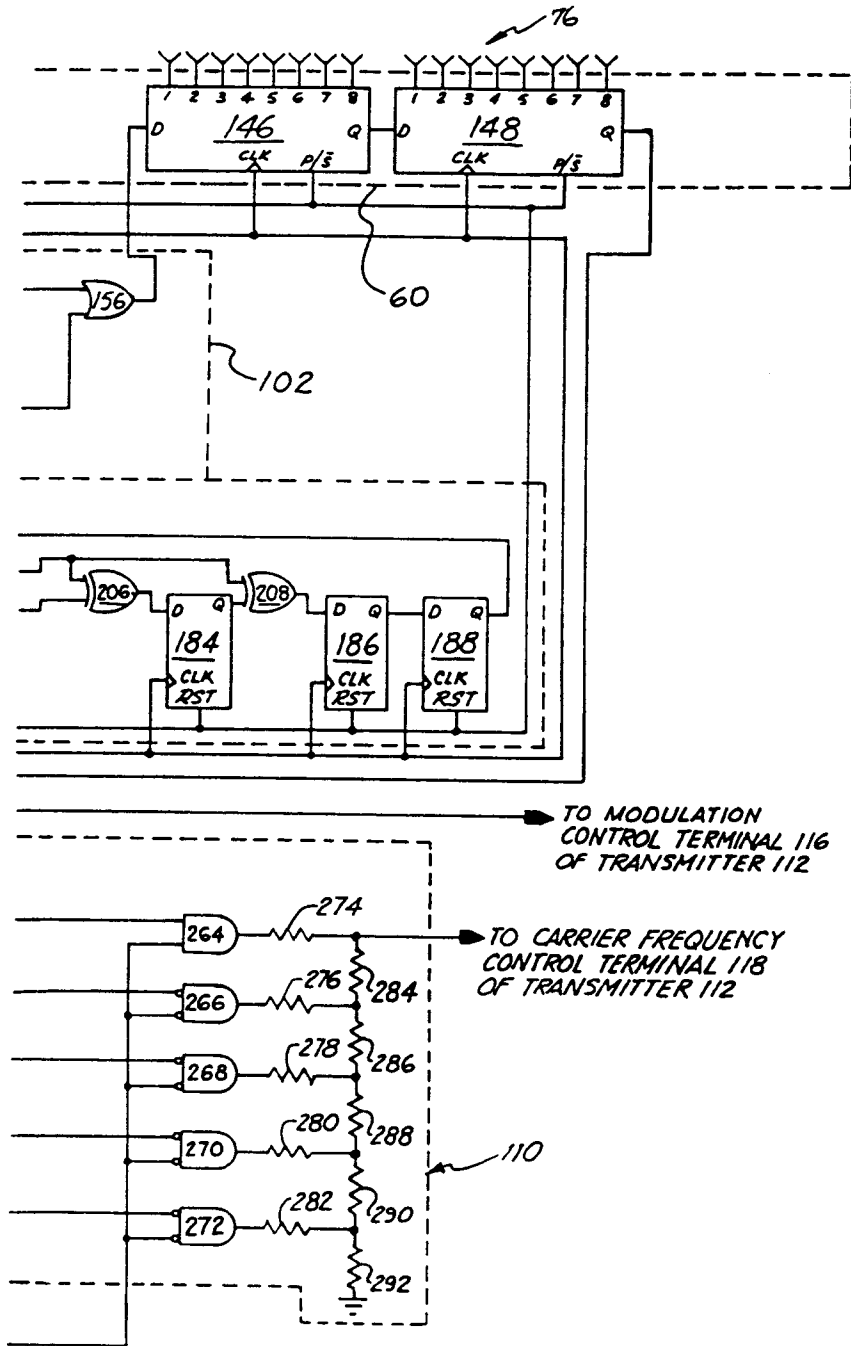 76
1 2 3 4 5 6 7 8
1 2 3 4 5 6 7 8
D 146 Q
D 148 Q
CLK P/S̅
CLK P/S̅
60
156
102
206
208
D Q
184
CLK
RST
D Q
186
CLK
RST
D Q
188
CLK
RST
TO MODULATION
CONTROL TERMINAL 116
OF TRANSMITTER 112
274
264
TO CARRIER FREQUENCY
CONTROL TERMINAL 118
OF TRANSMITTER 112
284
276
266
286
278
268
288
280
270
110
290
282
272
292